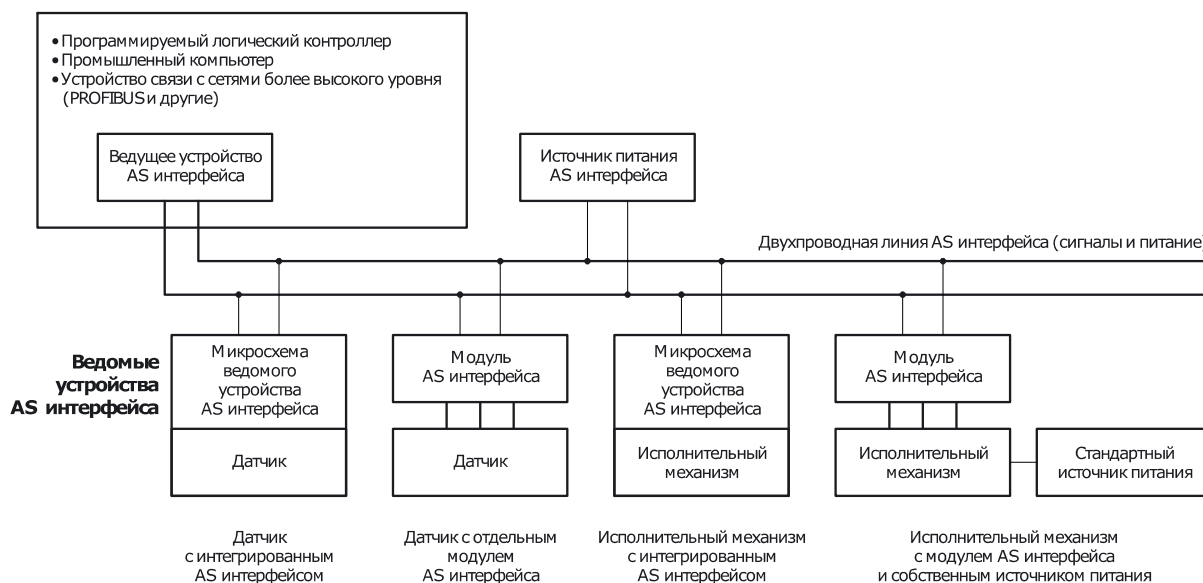 • Программируемый логический контроллер
• Промышленный компьютер
• Устройство связи с сетями более высокого уровня
(PROFIBUS и другие)
Ведущее устройство
AS интерфейса
Источник питания
AS интерфейса
Двухпроводная линия AS интерфейса (сигналы и питание)
Ведомые
устройства
AS интерфейса
Микросхема
ведомого
устройства
AS интерфейса
Датчик
Модуль
AS интерфейса
Датчик
Микросхема
ведомого
устройства
AS интерфейса
Исполнительный
механизм
Модуль
AS интерфейса
Исполнительный
механизм
Стандартный
источник питания
Датчик
с интегрированным
AS интерфейсом
Датчик с отдельным
модулем
AS интерфейса
Исполнительный механизм
с интегрированным
AS интерфейсом
Исполнительный механизм
с модулем AS интерфейса
и собственным источником питания